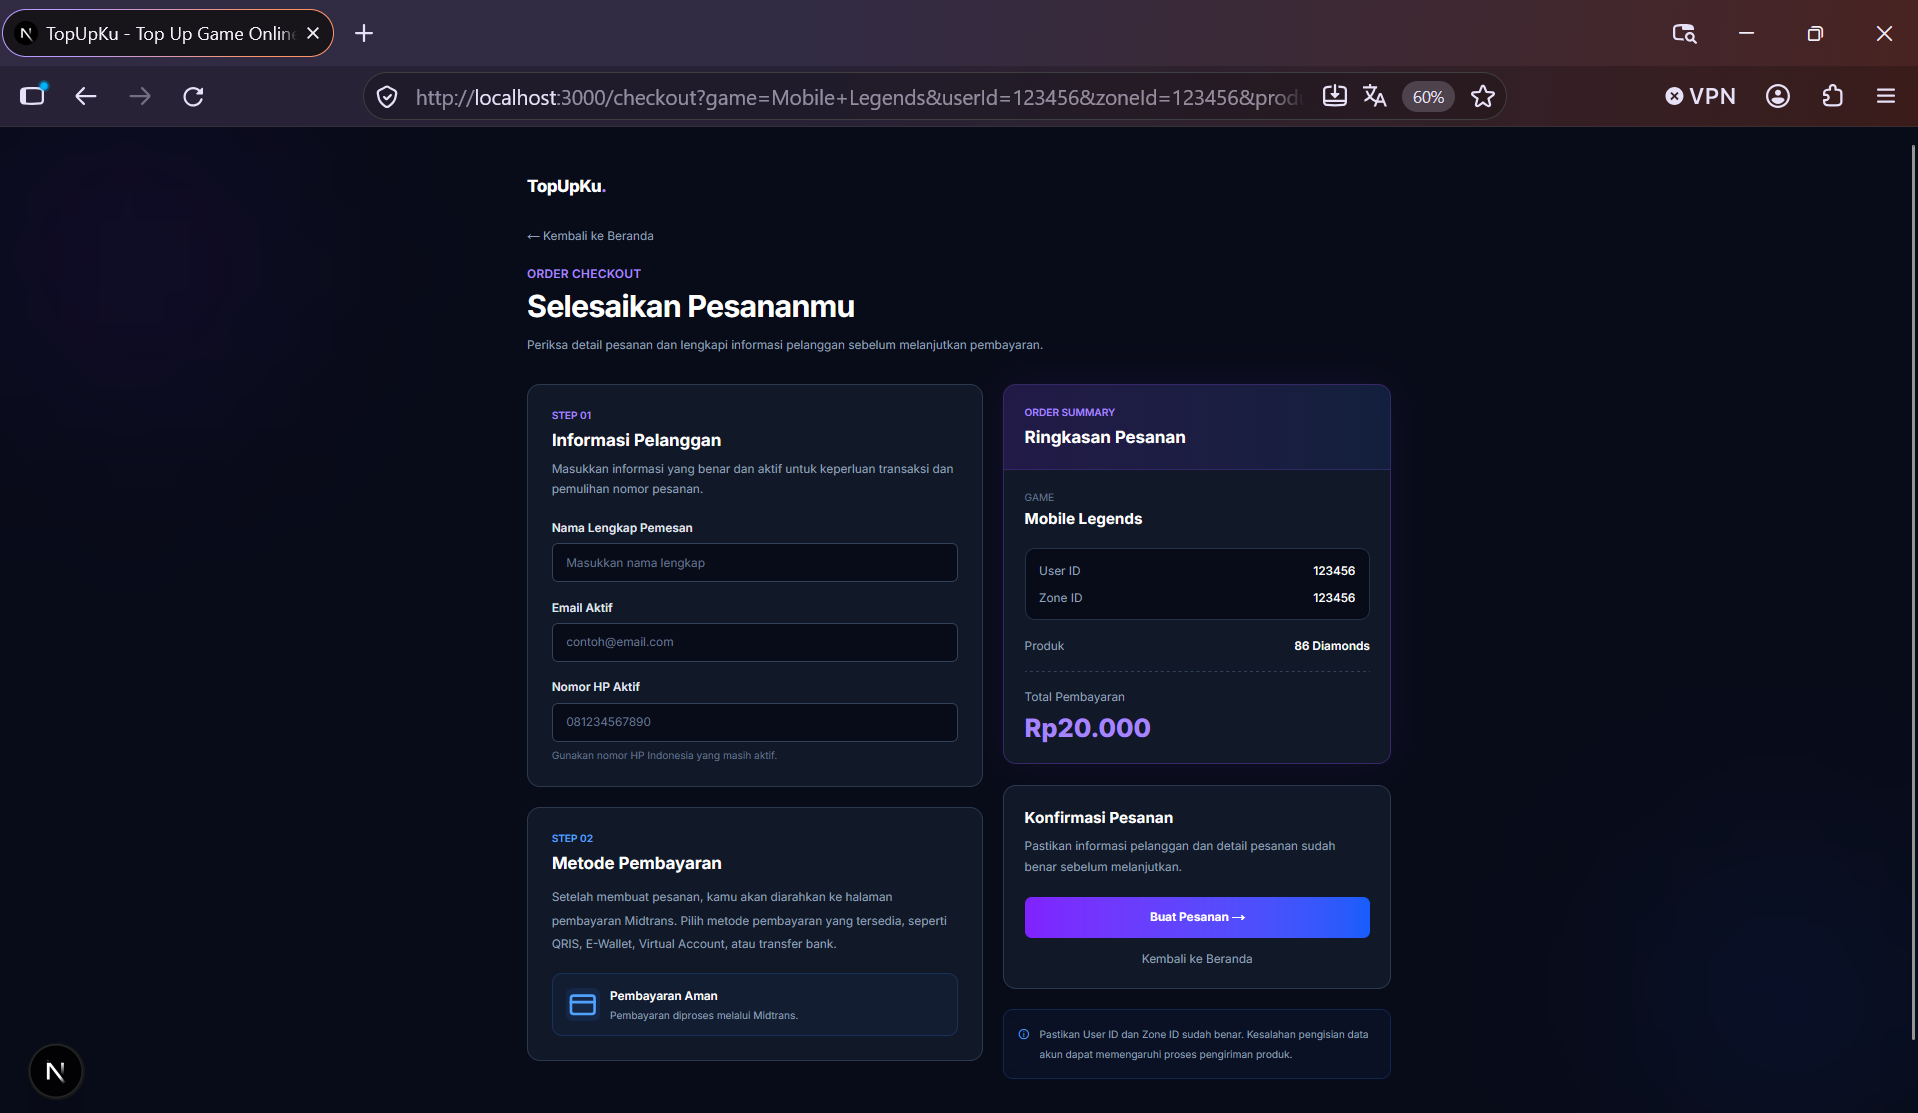 TopUpKu - Top Up Game Online
http://localhost:3000/checkout?game=Mobile+Legends&userId=123456&zoneId=123456&produ
60%
VPN
TopUpKu.
← Kembali ke Beranda
ORDER CHECKOUT
Selesaikan Pesananmu
Periksa detail pesanan dan lengkapi informasi pelanggan sebelum melanjutkan pembayaran.
STEP 01
Informasi Pelanggan
Masukkan informasi yang benar dan aktif untuk keperluan transaksi dan
pemulihan nomor pesanan.
Nama Lengkap Pemesan
Masukkan nama lengkap
Email Aktif
contoh@email.com
Nomor HP Aktif
081234567890
Gunakan nomor HP Indonesia yang masih aktif.
STEP 02
Metode Pembayaran
Setelah membuat pesanan, kamu akan diarahkan ke halaman
pembayaran Midtrans. Pilih metode pembayaran yang tersedia, seperti
QRIS, E-Wallet, Virtual Account, atau transfer bank.
Pembayaran Aman
Pembayaran diproses melalui Midtrans.
ORDER SUMMARY
Ringkasan Pesanan
GAME
Mobile Legends
User ID 123456
Zone ID 123456
Produk 86 Diamonds
Total Pembayaran
Rp20.000
Konfirmasi Pesanan
Pastikan informasi pelanggan dan detail pesanan sudah
benar sebelum melanjutkan.
Buat Pesanan →
Kembali ke Beranda
Pastikan User ID dan Zone ID sudah benar. Kesalahan pengisian data
akun dapat memengaruhi proses pengiriman produk.
N